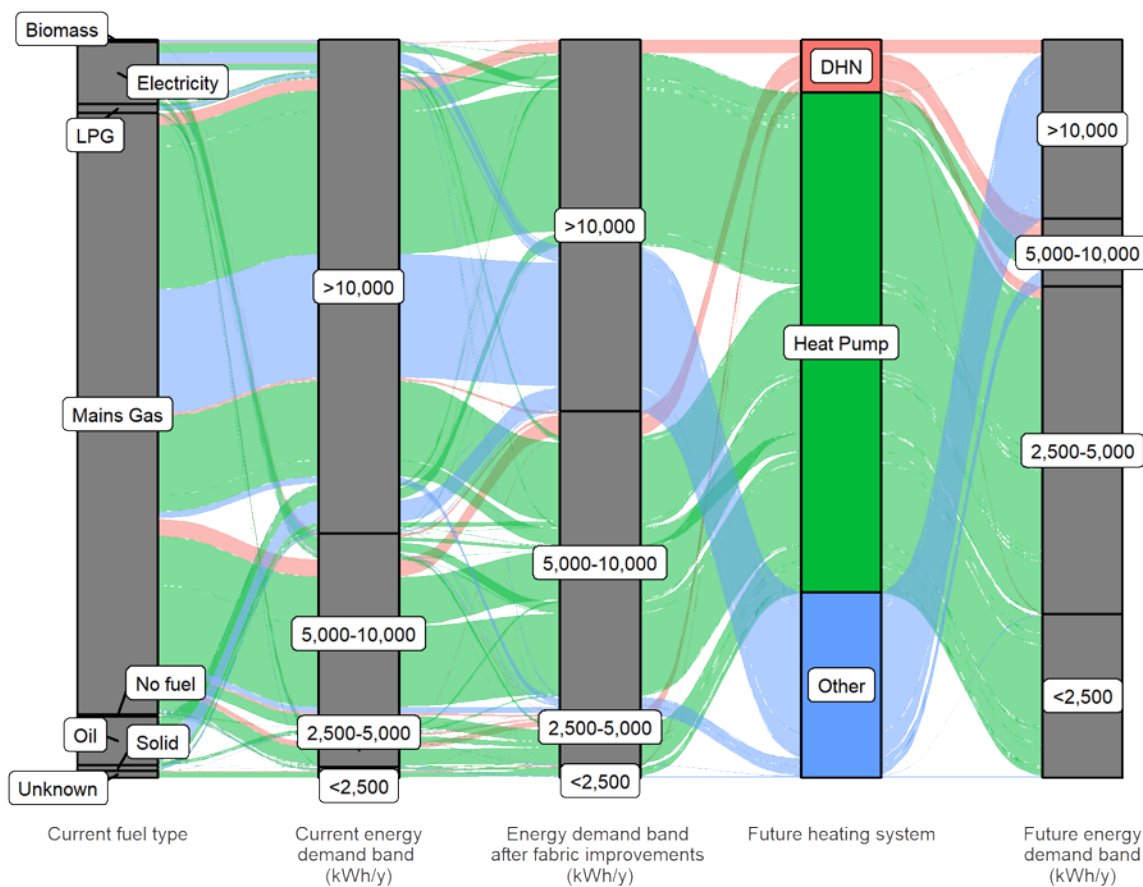 Biomass
Electricity
LPG
Mains Gas
No fuel
Oil
Solid
Unknown
>10,000
5,000-10,000
2,500-5,000
<2,500
>10,000
5,000-10,000
2,500-5,000
<2,500
DHN
Heat Pump
Other
>10,000
5,000-10,000
2,500-5,000
<2,500
Current fuel type
Current energy
demand band
(kWh/y)
Energy demand band
after fabric improvements
(kWh/y)
Future heating system
Future energy
demand band
(kWh/y)